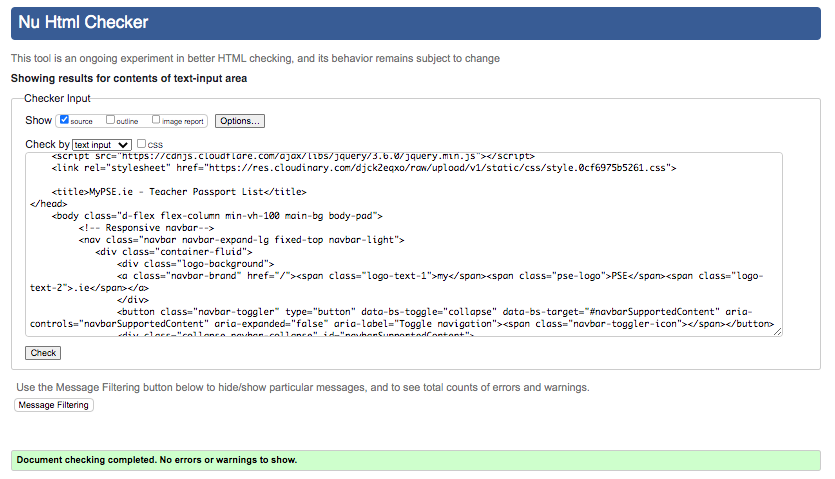 Nu Html Checker
This tool is an ongoing experiment in better HTML checking, and its behavior remains subject to change
Showing results for contents of text-input area
Checker Input
Show source outline image report Options...
Check by text input css
<script src="https://cdnjs.cloudflare.com/ajax/libs/jquery/3.6.0/jquery.min.js"></script>
<link rel="stylesheet" href="https://res.cloudinary.com/djck2eqxo/raw/upload/v1/static/css/style.0cf6975b5261.css">
<title>MyPSE.ie - Teacher Passport List</title>
</head>
<body class="d-flex flex-column min-vh-100 main-bg body-pad">
<!-- Responsive navbar-->
<nav class="navbar navbar-expand-lg fixed-top navbar-light">
<div class="container-fluid">
<div class="logo-background">
<a class="navbar-brand" href="/"><span class="logo-text-1">my</span><span class="pse-logo">PSE</span><span class="logo-
text-2">.ie</span></a>
</div>
<button class="navbar-toggler" type="button" data-bs-toggle="collapse" data-bs-target="#navbarSupportedContent" aria-
controls="navbarSupportedContent" aria-expanded="false" aria-label="Toggle navigation"><span class="navbar-toggler-icon"></span></button>
<div class="collapse navbar-collapse" id="navbarSupportedContent">
Check
Use the Message Filtering button below to hide/show particular messages, and to see total counts of errors and warnings.
Message Filtering
Document checking completed. No errors or warnings to show.